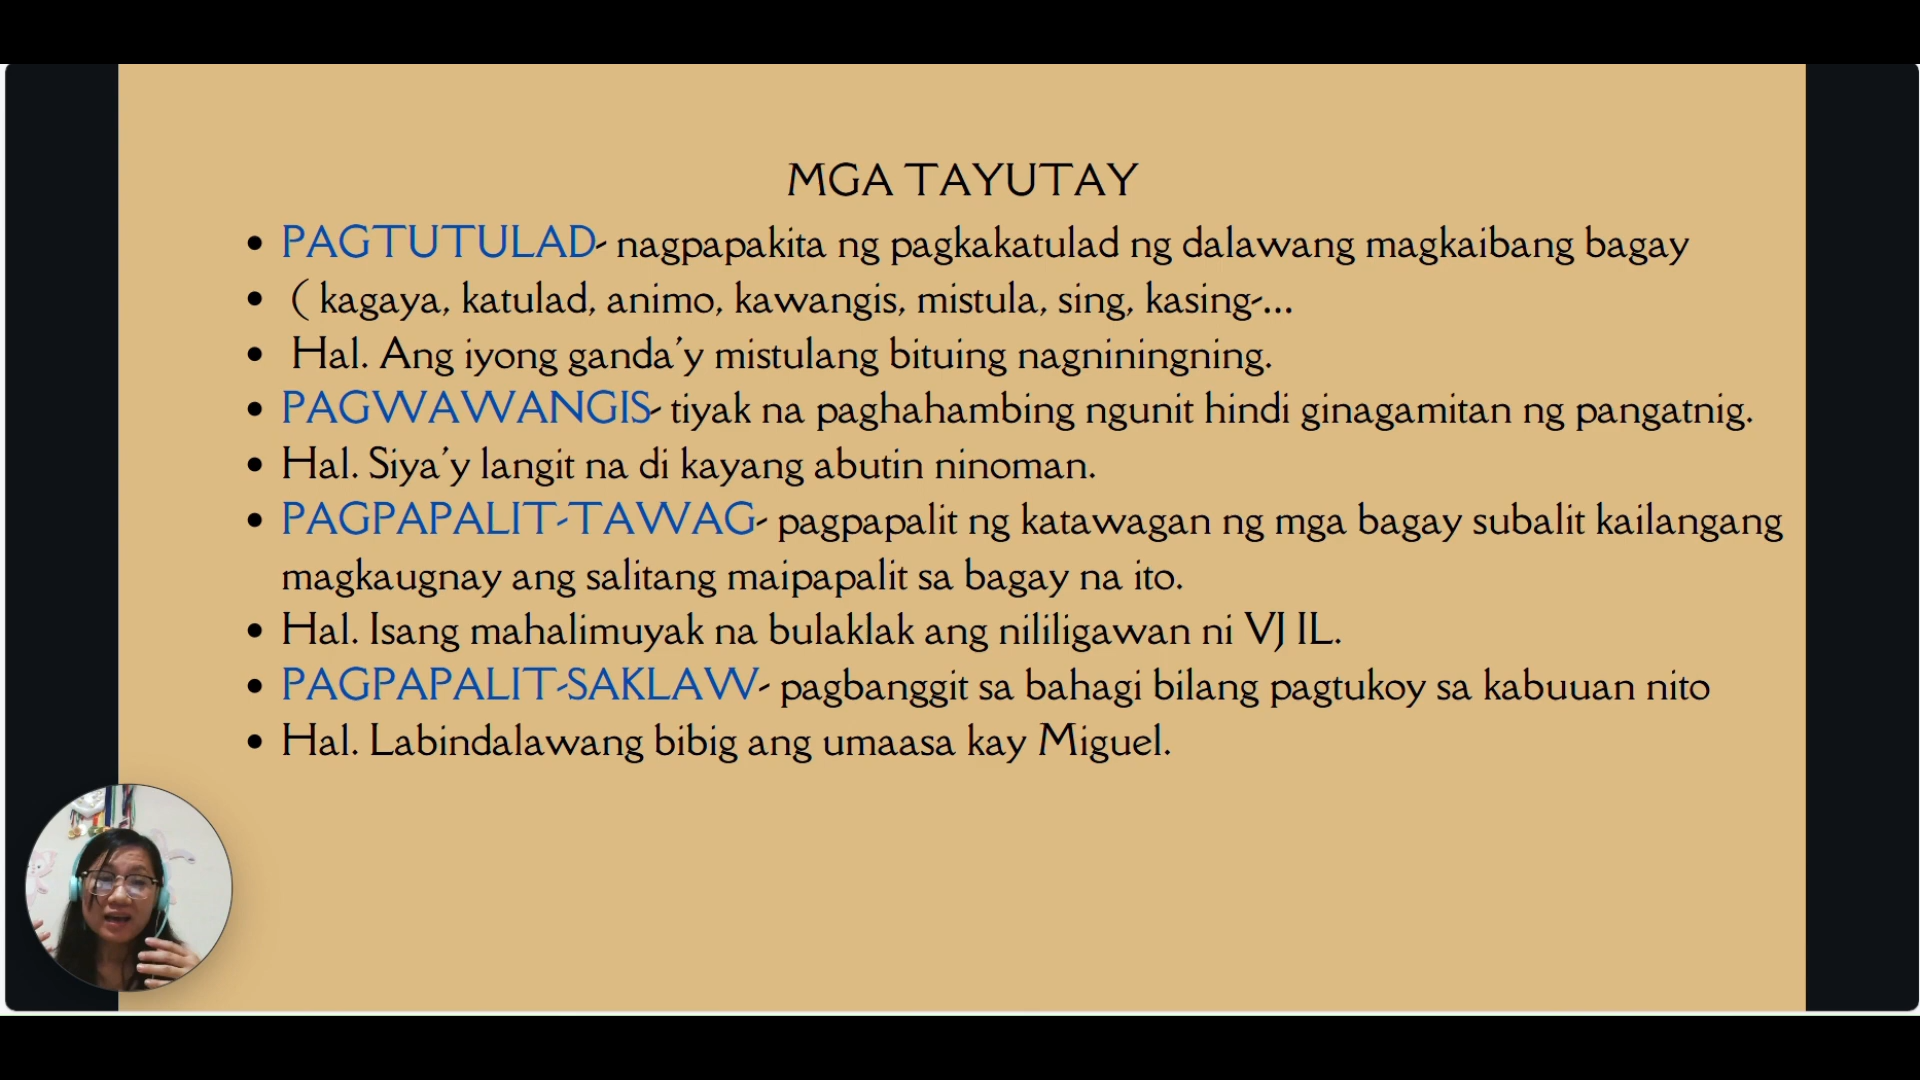 MGA TAYUTAY
• PAGTUTULAD- nagpapakita ng pagkakatulad ng dalawang magkaibang bagay
• ( kagaya, katulad, animo, kawangis, mistula, sing, kasing-...
• Hal. Ang iyong ganda'y mistulang bituing nagniningning.
• PAGWAWANGIS- tiyak na paghahambing ngunit hindi ginagamitan ng pangatnig.
• Hal. Siya'y langit na di kayang abutin ninoman.
• PAGPAPALIT-TAWAG- pagpapalit ng katawagan ng mga bagay subalit kailangang
magkaugnay ang salitang maipapalit sa bagay na ito.
• Hal. Isang mahalimuyak na bulaklak ang nililigawan ni VJ IL.
• PAGPAPALIT-SAKLAW- pagbanggit sa bahagi bilang pagtukoy sa kabuuan nito
• Hal. Labindalawang bibig ang umaasa kay Miguel.